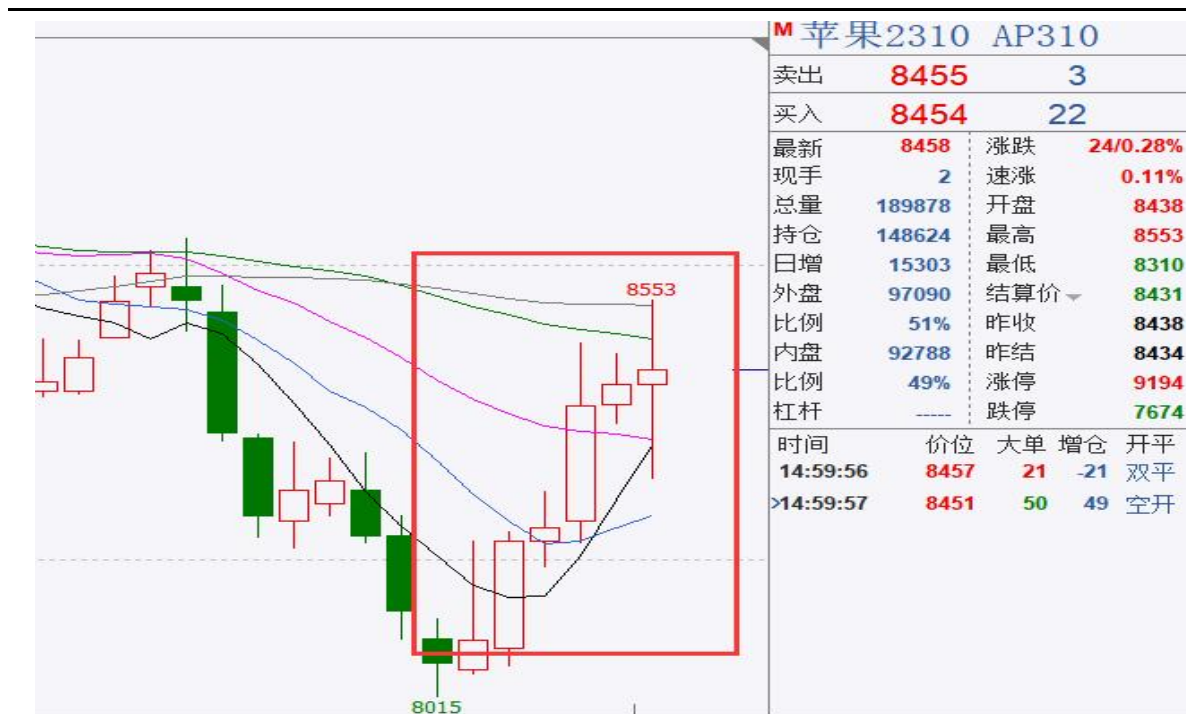 M 苹果2310 AP310
卖出 8455 3
买入 8454 22
最新 8458 涨跌 24/0.28%
现手 2 速涨 0.11%
总量 189878 开盘 8438
持仓 148624 最高 8553
日增 15303 最低 8310
外盘 97090 结算价 8431
比例 51% 昨收 8438
内盘 92788 昨结 8434
比例 49% 涨停 9194
杠杆 ----- 跌停 7674
时间 价位 大单 增仓 开平
14:59:56 8457 21 -21 双平
>14:59:57 8451 50 49 空开
8553
8015